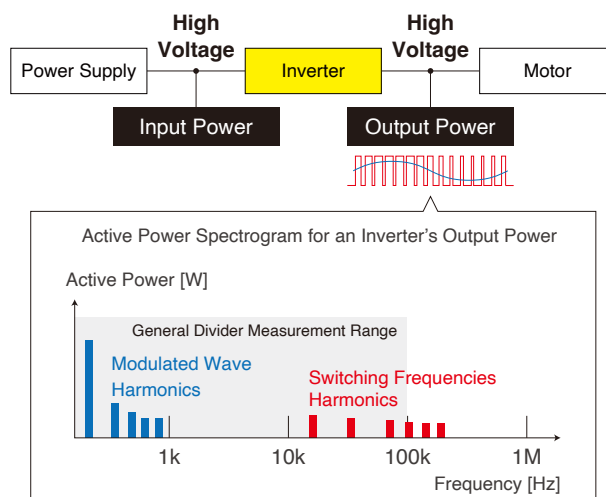 High
Voltage
High
Voltage
Power Supply
Inverter
Motor
Input Power
Output Power
Active Power Spectrogram for an Inverter's Output Power
Active Power [W]
General Divider Measurement Range
Modulated Wave
Harmonics
Switching Frequencies
Harmonics
1k
10k
100k
1M
Frequency [Hz]